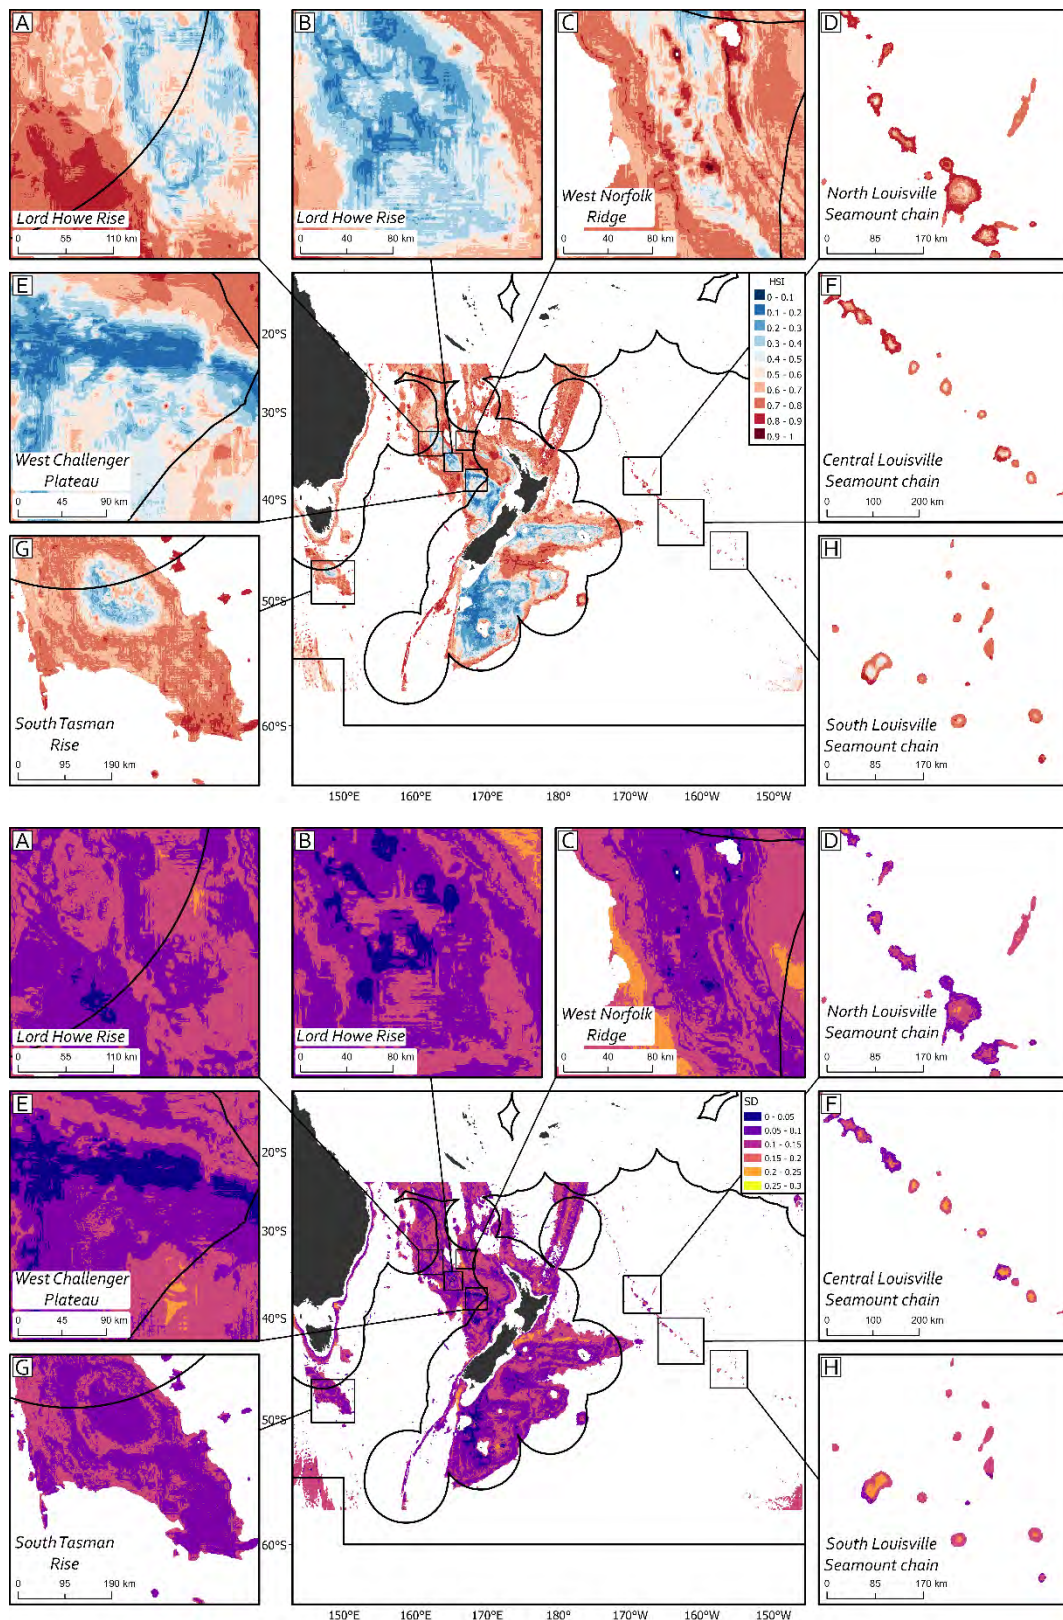 A
Lord Howe Rise
0 55 110 km
B
Lord Howe Rise
0 40 80 km
C
West Norfolk
Ridge
0 40 80 km
D
North Louisville
Seamount chain
0 85 170 km
E
West Challenger
Plateau
0 45 90 km
HSI
0 - 0.1
0.1 - 0.2
0.2 - 0.3
0.3 - 0.4
0.4 - 0.5
0.5 - 0.6
0.6 - 0.7
0.7 - 0.8
0.8 - 0.9
0.9 - 1
20°S
30°S
40°S
50°S
60°S
150°E 160°E 170°E 180° 170°W 160°W 150°W
F
Central Louisville
Seamount chain
0 100 200 km
G
South Tasman
Rise
0 95 190 km
H
South Louisville
Seamount chain
0 85 170 km
A
Lord Howe Rise
0 55 110 km
B
Lord Howe Rise
0 40 80 km
C
West Norfolk
Ridge
0 40 80 km
D
North Louisville
Seamount chain
0 85 170 km
E
West Challenger
Plateau
0 45 90 km
SD
0 - 0.05
0.05 - 0.1
0.1 - 0.15
0.15 - 0.2
0.2 - 0.25
0.25 - 0.3
20°S
30°S
40°S
50°S
60°S
150°E 160°E 170°E 180° 170°W 160°W 150°W
F
Central Louisville
Seamount chain
0 100 200 km
G
South Tasman
Rise
0 95 190 km
H
South Louisville
Seamount chain
0 85 170 km